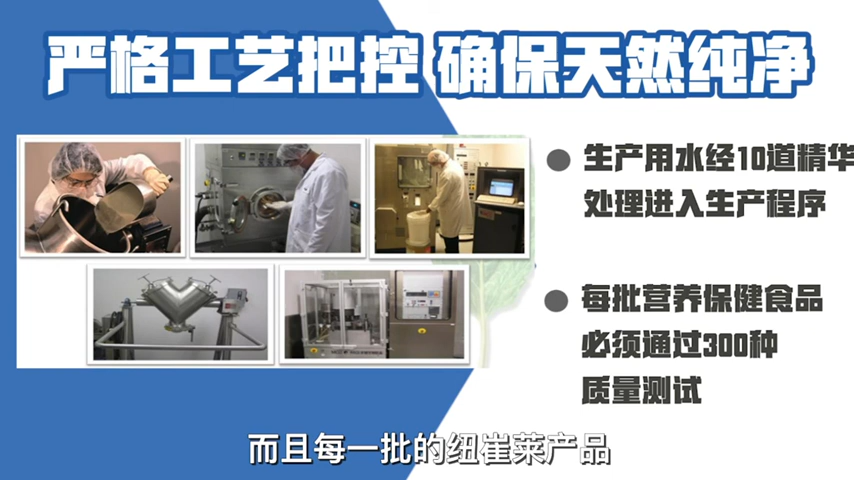 严格工艺把控 确保天然纯净
生产用水经10道精华
处理进入生产程序
每批营养保健食品
必须通过300种
质量测试
而且每一批的纽崔莱产品